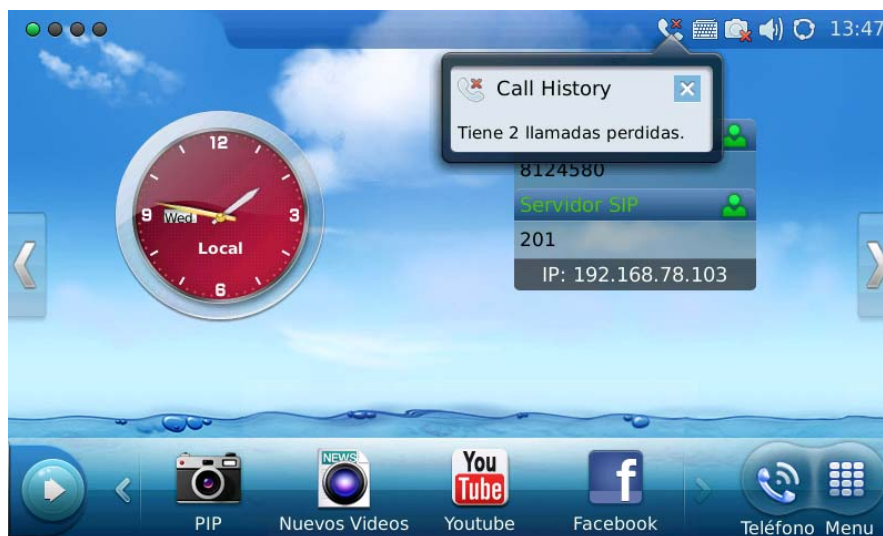 13:47
Call History
Tiene 2 llamadas perdidas.
8124580
Servidor SIP
201
IP: 192.168.78.103
12
9
Wed
3
Local
6
NEWS
You
Tube
f
PIP
Nuevos Videos
Youtube
Facebook
Teléfono
Menu